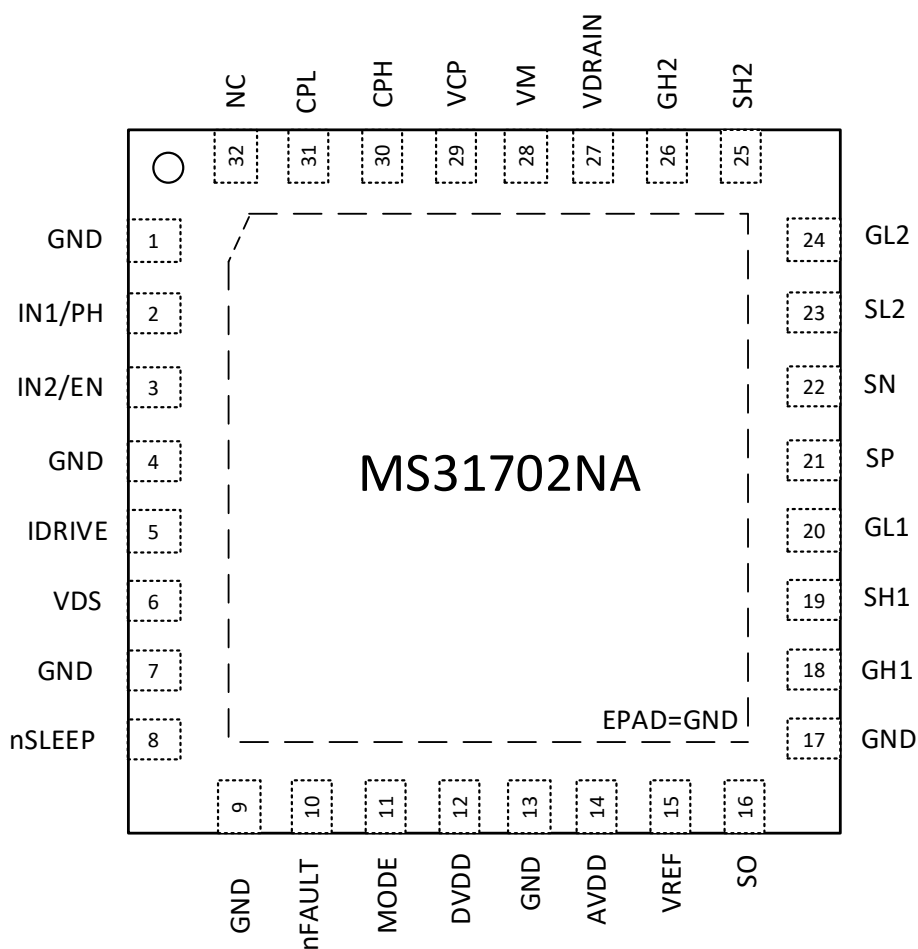 NC
CPL
CPH
VCP
VM
VDRAIN
GH2
SH2
32
31
30
29
28
27
26
25
GND 1
IN1/PH 2
IN2/EN 3
GND 4
IDRIVE 5
VDS 6
GND 7
nSLEEP 8
24 GL2
23 SL2
22 SN
21 SP
20 GL1
19 SH1
18 GH1
17 GND
MS31702NA
EPAD=GND
9
10
11
12
13
14
15
16
GND
nFAULT
MODE
DVDD
GND
AVDD
VREF
SO